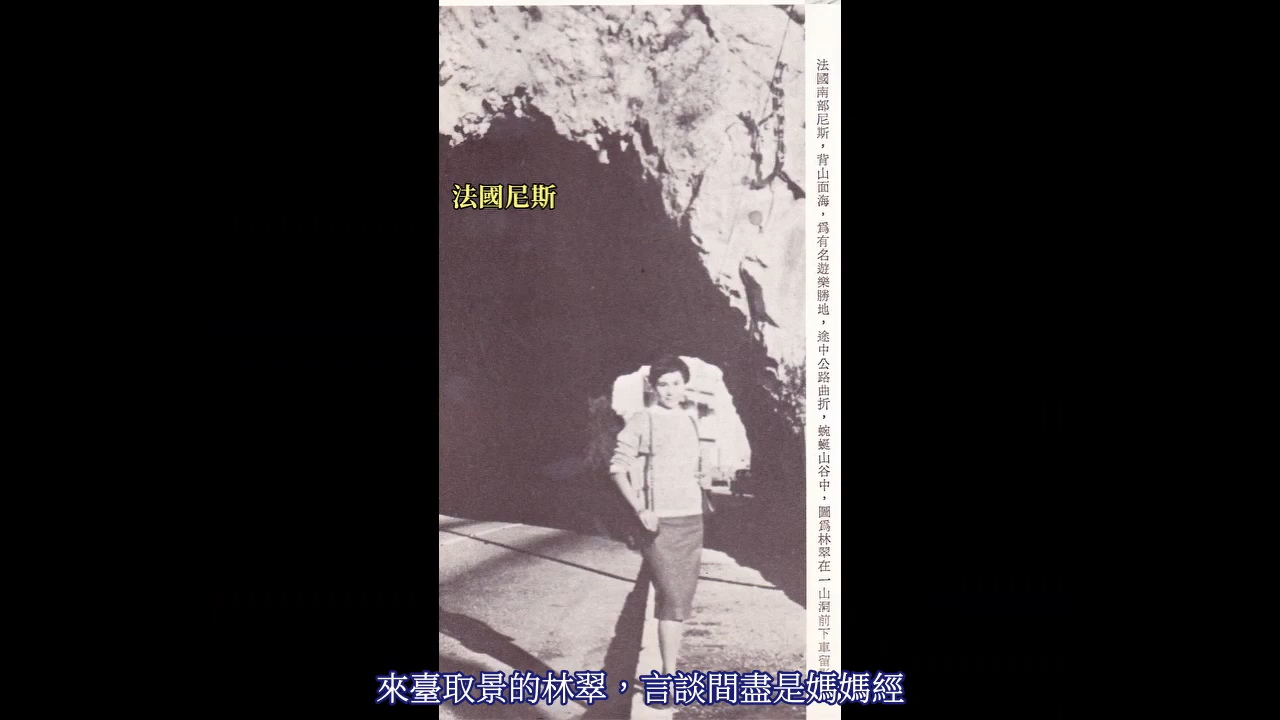 法國尼斯
法國南部尼斯，背山面海，爲有名遊樂勝地，途中公路曲折，蜿蜒山谷中，圖爲林翠在一山洞前下車留
來臺取景的林翠，言談間盡是媽媽經